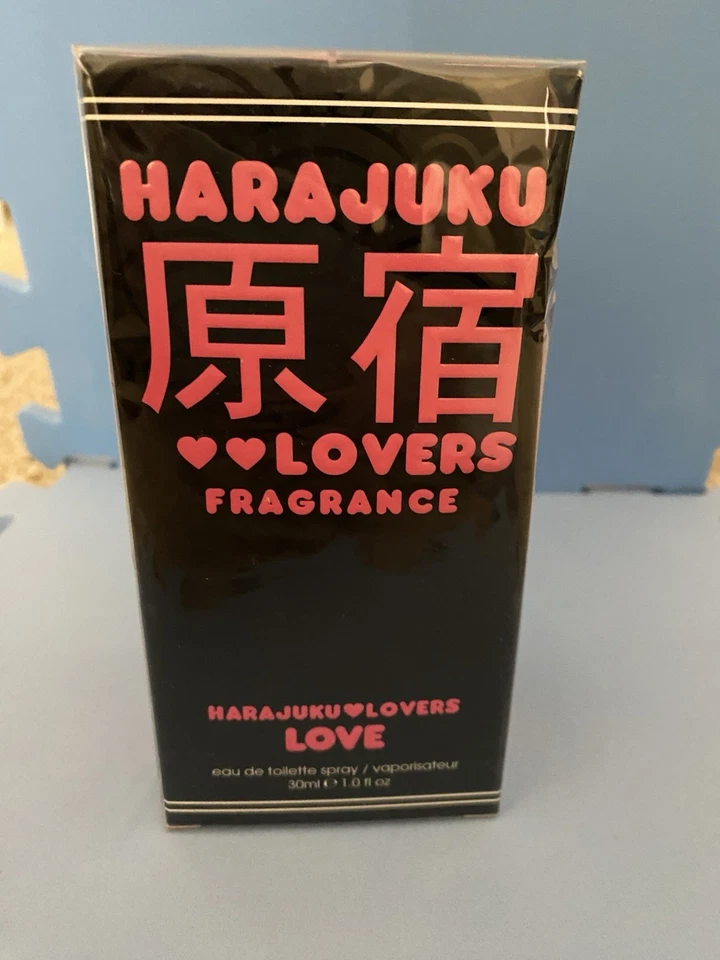 HARAJUKU
原宿
♥♥LOVERS
FRAGRANCE
HARAJUKU♥LOVERS
LOVE
eau de toilette spray / vaporisateur
30ml ℮ 1.0 fl oz